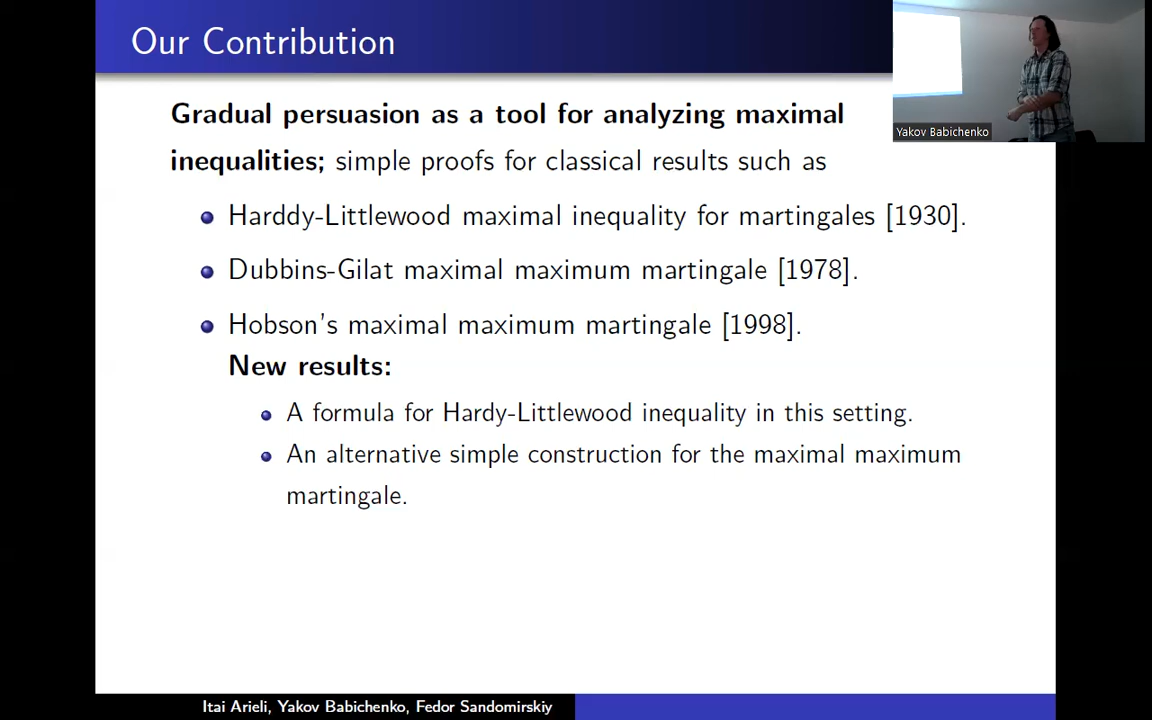 Our Contribution
Gradual persuasion as a tool for analyzing maximal
inequalities; simple proofs for classical results such as
Yakov Babichenko
Harddy-Littlewood maximal inequality for martingales [1930].
Dubbins-Gilat maximal maximum martingale [1978].
Hobson's maximal maximum martingale [1998].
New results:
A formula for Hardy-Littlewood inequality in this setting.
An alternative simple construction for the maximal maximum
martingale.
Itai Arieli, Yakov Babichenko, Fedor Sandomirskiy